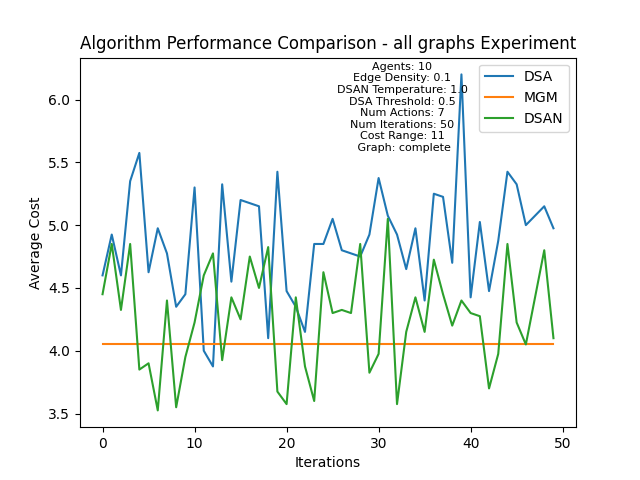 Algorithm Performance Comparison - all graphs Experiment
Agents: 10
Edge Density: 0.1
DSAN Temperature: 1.0
DSA Threshold: 0.5
Num Actions: 7
Num Iterations: 50
Cost Range: 11
Graph: complete
DSA
MGM
DSAN
Average Cost
6.0
5.5
5.0
4.5
4.0
3.5
0
10
20
30
40
50
Iterations